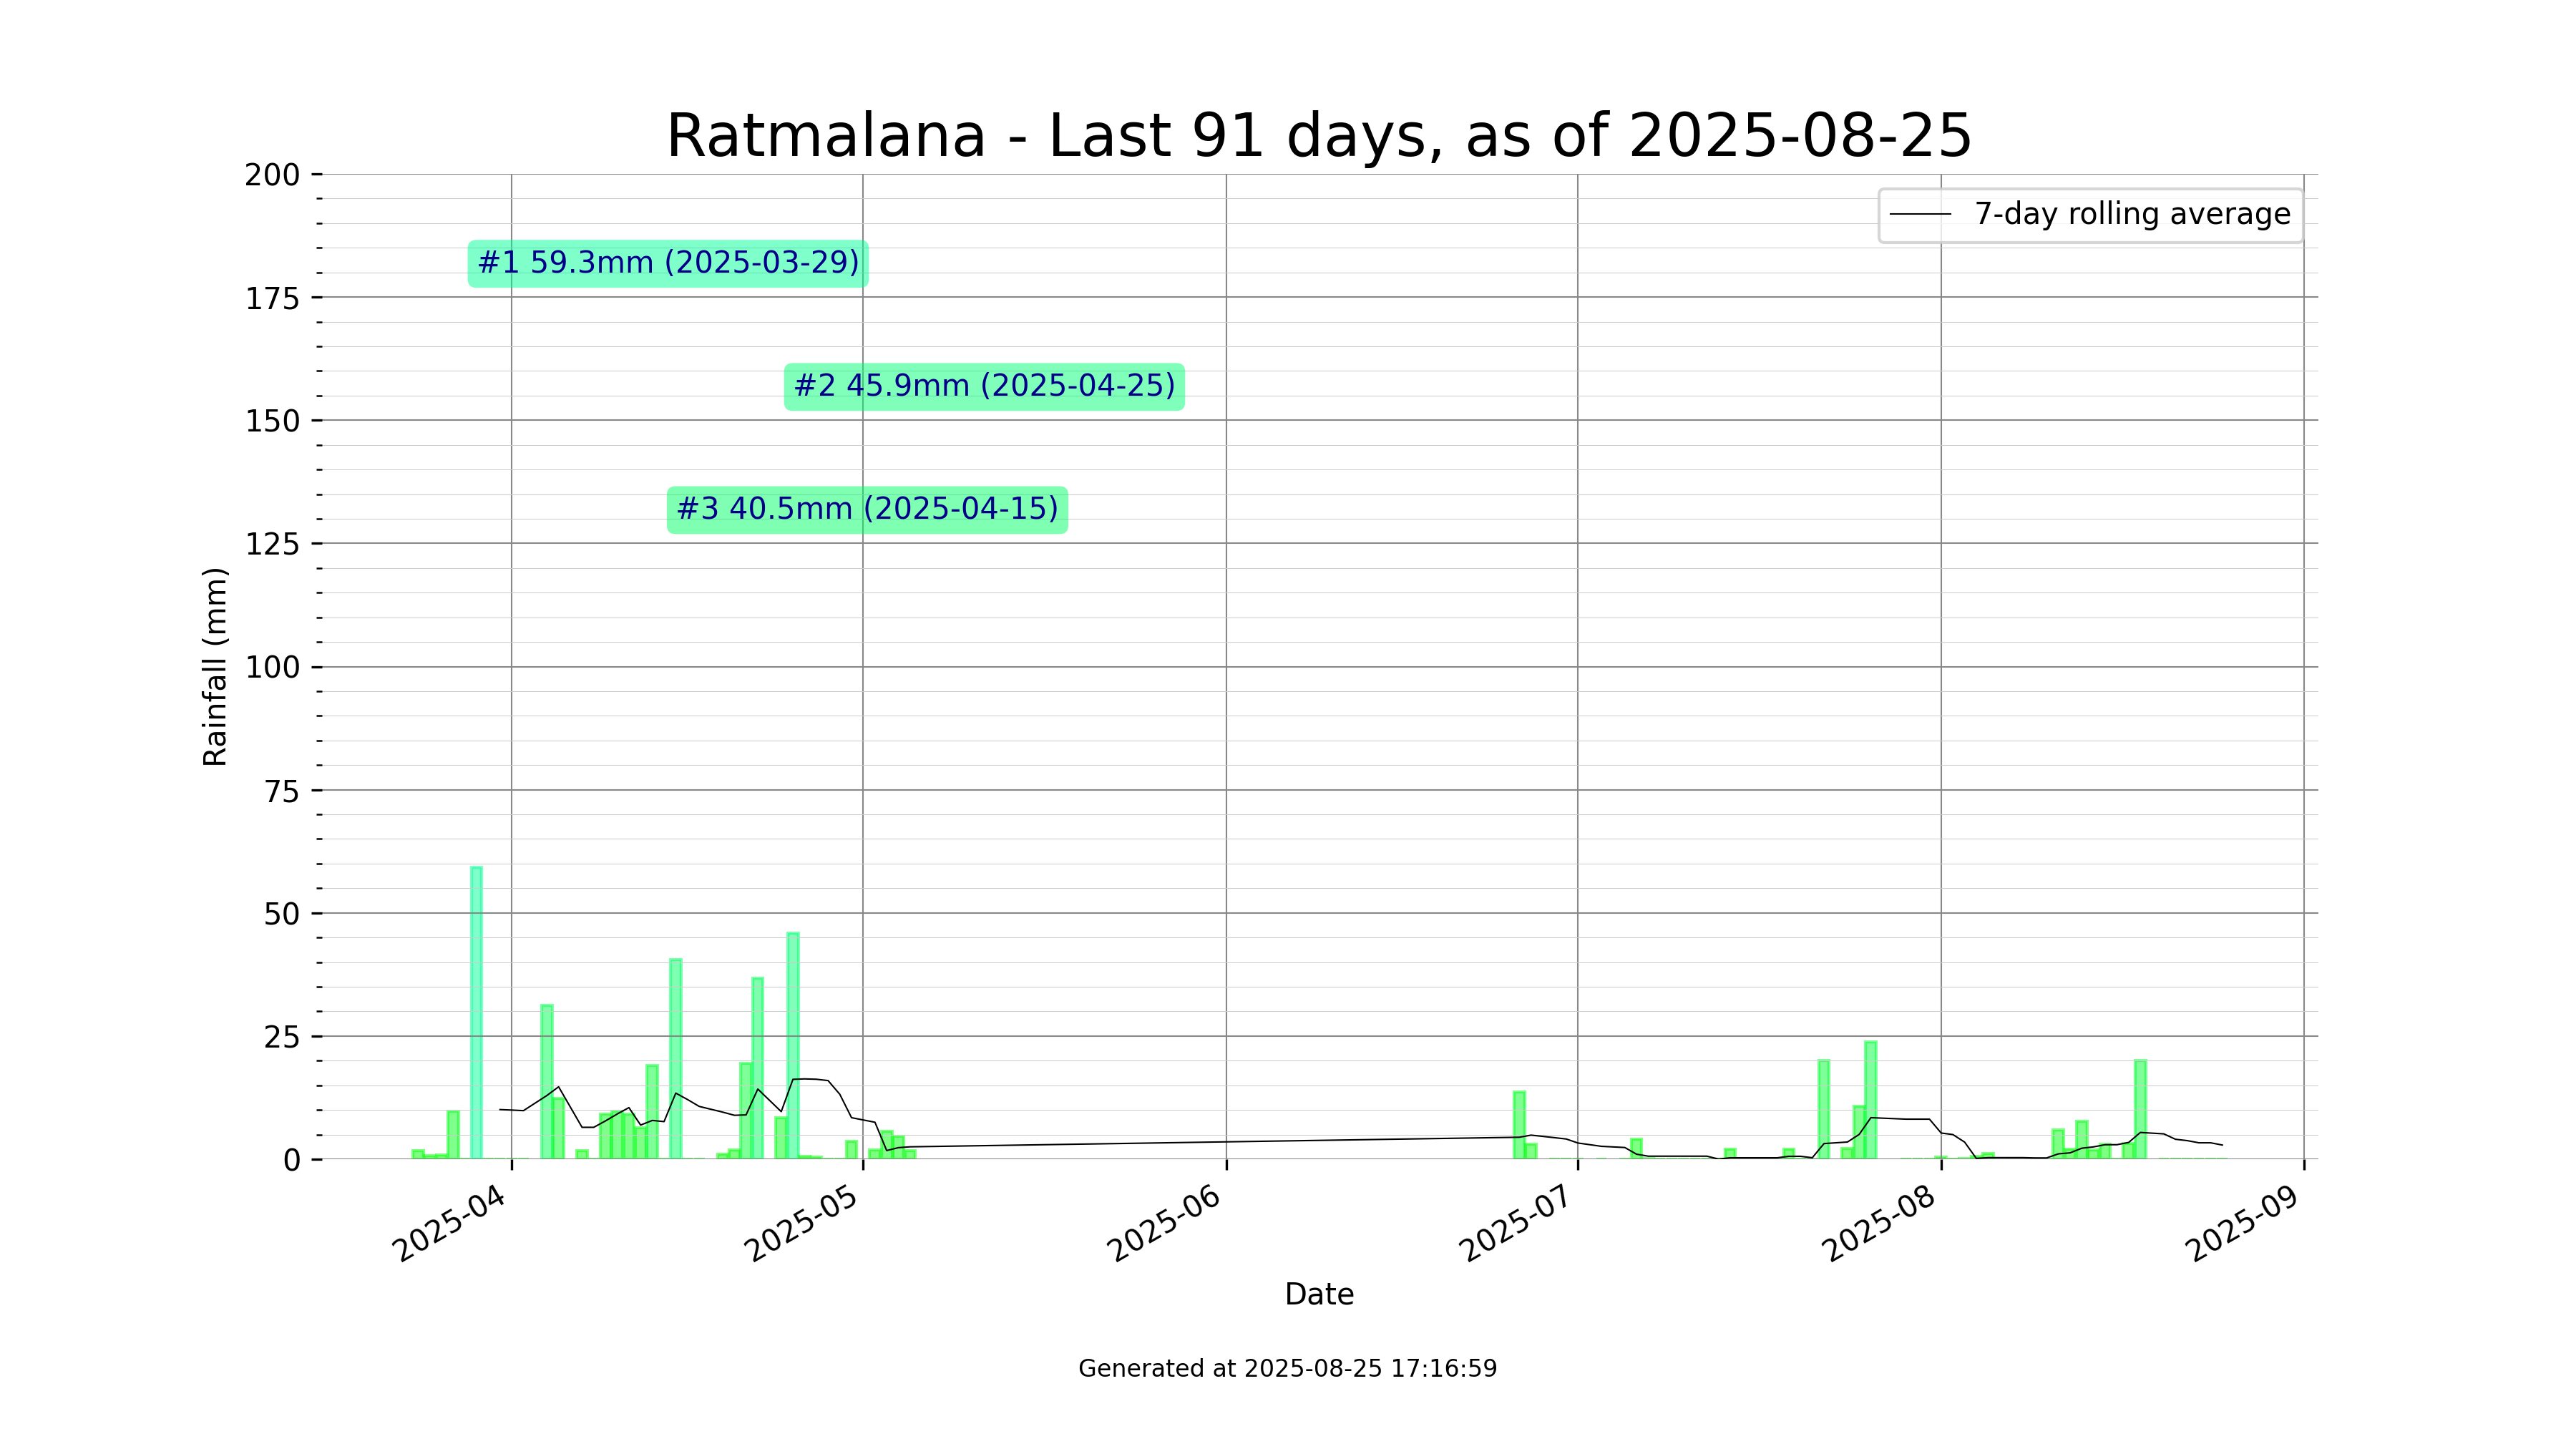 Ratmalana - Last 91 days, as of 2025-08-25
200
175
150
125
100
75
50
25
0
Rainfall (mm)
7-day rolling average
#1 59.3mm (2025-03-29)
#2 45.9mm (2025-04-25)
#3 40.5mm (2025-04-15)
2025-04
2025-05
2025-06
2025-07
2025-08
2025-09
Date
Generated at 2025-08-25 17:16:59